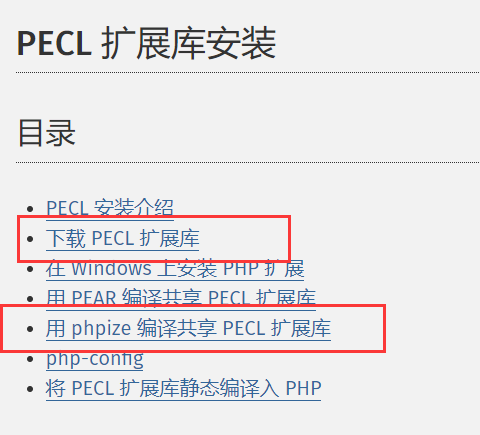 PECL 扩展库安装
目录
PECL 安装介绍
下载 PECL 扩展库
在 Windows 上安装 PHP 扩展
用 PEAR 编译共享 PECL 扩展库
用 phpize 编译共享 PECL 扩展库
php-config
将 PECL 扩展库静态编译入 PHP